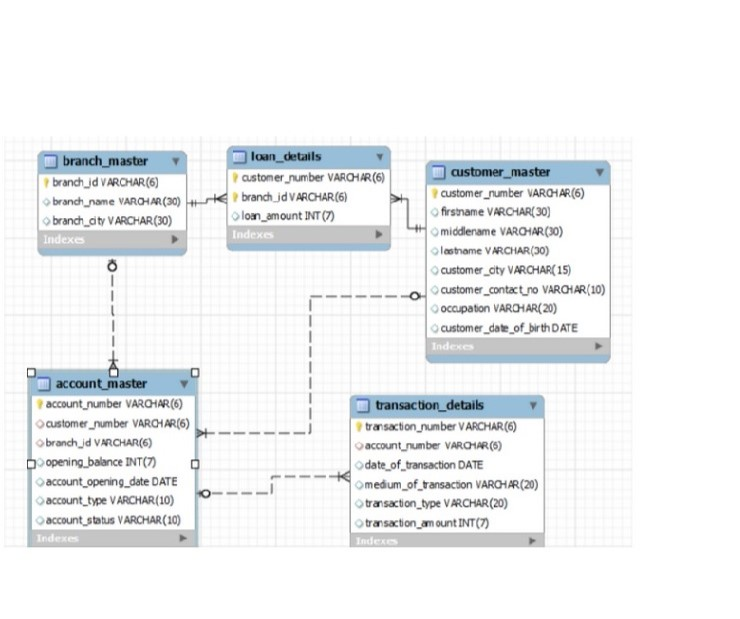 branch_master
branch_id VARCHAR(6)
branch_name VARCHAR(30)
branch_city VARCHAR(30)
Indexes
loan_details
customer_number VARCHAR(6)
branch_id VARCHAR(6)
loan_amount INT(7)
Indexes
customer_master
customer_number VARCHAR(6)
firstname VARCHAR(30)
middlename VARCHAR(30)
lastname VARCHAR(30)
customer_city VARCHAR(15)
customer_contact_no VARCHAR(10)
occupation VARCHAR(20)
customer_date_of_birth DATE
Indexes
account_master
account_number VARCHAR(6)
customer_number VARCHAR(6)
branch_id VARCHAR(6)
opening_balance INT(7)
account_opening_date DATE
account_type VARCHAR(10)
account_status VARCHAR(10)
Indexes
transaction_details
transaction_number VARCHAR(6)
account_number VARCHAR(6)
date_of_transaction DATE
medium_of_transaction VARCHAR(20)
transaction_type VARCHAR(20)
transaction_amount INT(7)
Indexes